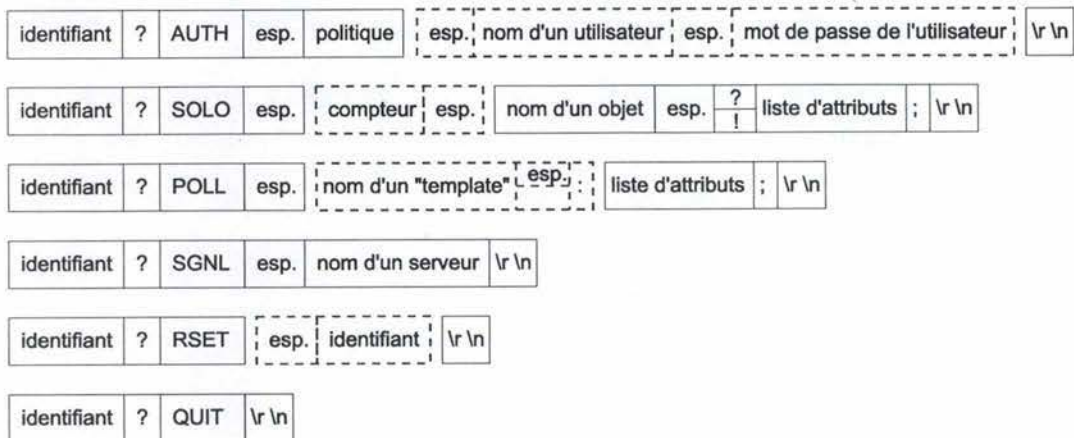 identifiant ? AUTH esp. politique esp. nom d'un utilisateur esp. mot de passe de l'utilisateur \r \n
identifiant ? SOLO esp. compteur esp. nom d'un objet esp. ? ! liste d'attributs ; \r \n
identifiant ? POLL esp. nom d'un "template" esp. : liste d'attributs ; \r \n
identifiant ? SGNL esp. nom d'un serveur \r \n
identifiant ? RSET esp. identifiant \r \n
identifiant ? QUIT \r \n